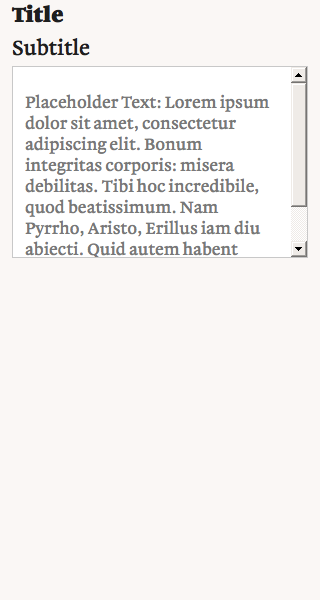 Title
Subtitle
Placeholder Text: Lorem ipsum
dolor sit amet, consectetur
adipiscing elit. Bonum
integritas corporis: misera
debilitas. Tibi hoc incredibile,
quod beatissimum. Nam
Pyrrho, Aristo, Erillus iam diu
abiecti. Quid autem habent